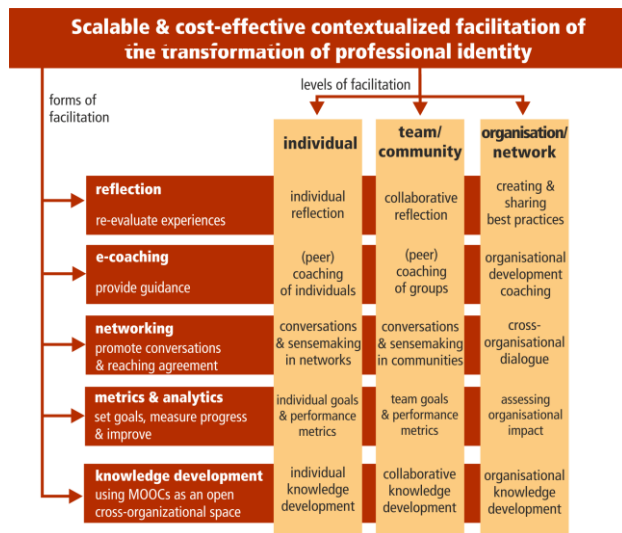 Scalable & cost-effective contextualized facilitation of
the transformation of professional identity
levels of facilitation
forms of
facilitation
individual
team/
community
organisation/
network
reflection
re-evaluate experiences
individual
reflection
collaborative
reflection
creating &
sharing
best practices
e-coaching
provide guidance
(peer)
coaching
of individuals
(peer)
coaching
of groups
organisational
development
coaching
networking
promote conversations
& reaching agreement
conversations
& sensemaking
in networks
conversations
& sensemaking
in communities
cross-
organisational
dialogue
metrics & analytics
set goals, measure progress
& improve
individual goals
& performance
metrics
team goals
& performance
metrics
assessing
organisational
impact
knowledge development
using MOOCs as an open
cross-organizational space
individual
knowledge
development
collaborative
knowledge
development
organisational
knowledge
development